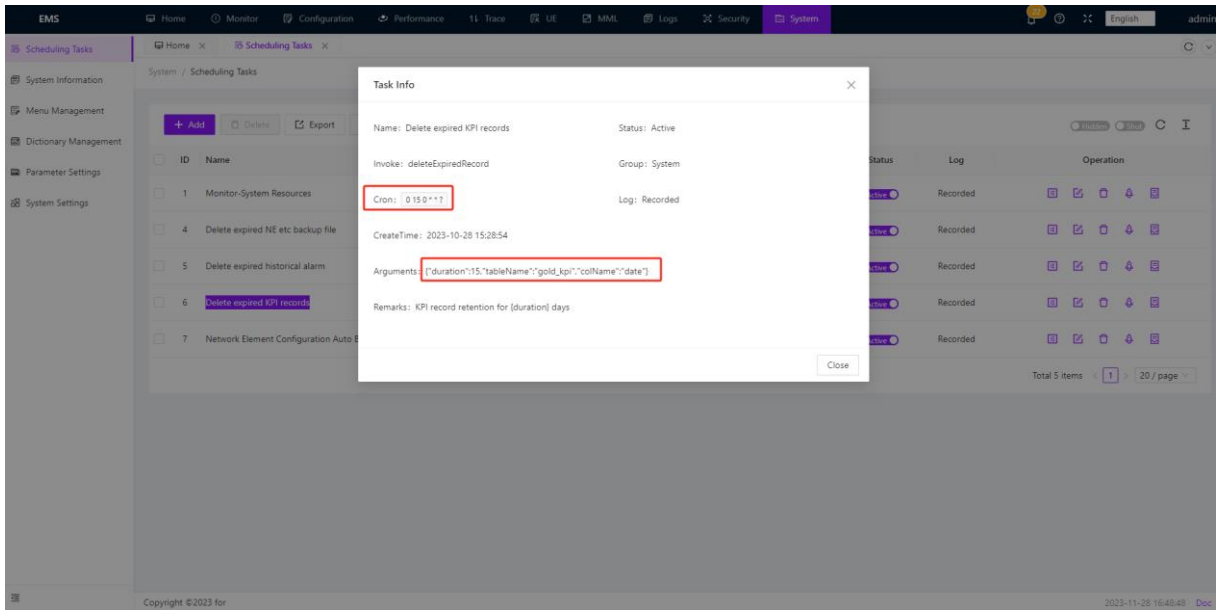 EMS Home Monitor Configuration Performance Trace UE MML Logs Security System 22 English admin
Scheduling Tasks Home Scheduling Tasks
System / Scheduling Tasks
System Information
Menu Management
Dictionary Management
Parameter Settings
System Settings
Task Info
Name: Delete expired KPI records Status: Active
Invoke: deleteExpiredRecord Group: System
Cron: 0 15 0 * * ? Log: Recorded
CreateTime: 2023-10-28 15:28:54
Arguments: {"duration":15,"tableName":"gold_kpi","colName":"date"}
Remarks: KPI record retention for {duration} days
Close
+ Add Delete Export Hidden Show
ID Name Status Log Operation
1 Monitor-System Resources Recorded
4 Delete expired NE etc backup file Recorded
5 Delete expired historical alarm Recorded
6 Delete expired KPI records Recorded
7 Network Element Configuration Auto Recorded
Total 5 items < 1 > 20 / page
Copyright ©2023 for 2023-11-28 16:48:48 Doc